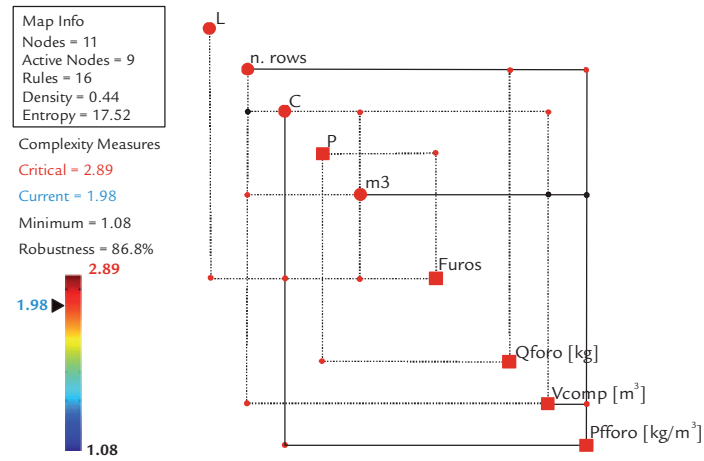 Map Info
Nodes = 11
Active Nodes = 9
Rules = 16
Density = 0.44
Entropy = 17.52
Complexity Measures
Critical = 2.89
Current = 1.98
Minimum = 1.08
Robustness = 86.8%
2.89
1.98
1.08
L
n. rows
C
P
m3
Furos
Qforo [kg]
Vcomp [m³]
Pfforo [kg/m³]